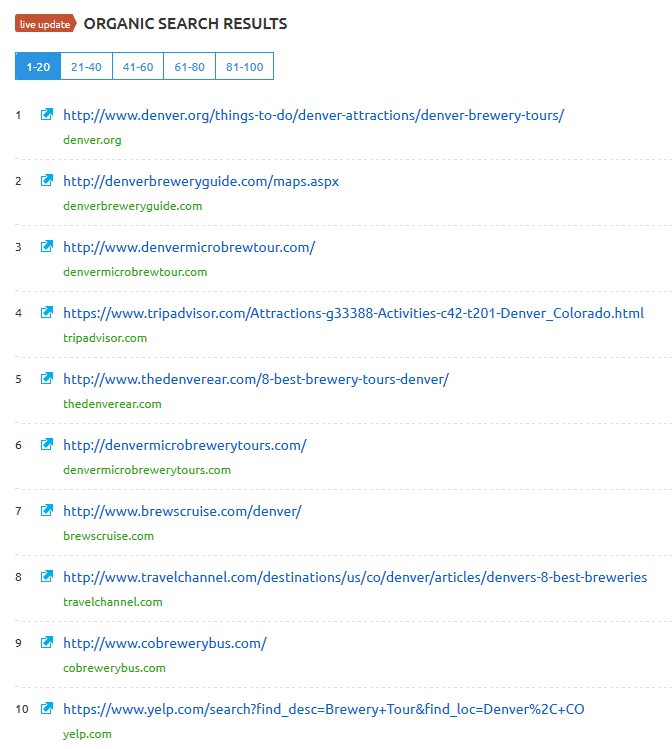 live update ORGANIC SEARCH RESULTS
1-20 21-40 41-60 61-80 81-100
1 http://www.denver.org/things-to-do/denver-attractions/denver-brewery-tours/
denver.org
2 http://denverbreweryguide.com/maps.aspx
denverbreweryguide.com
3 http://www.denvermicrobrewtour.com/
denvermicrobrewtour.com
4 https://www.tripadvisor.com/Attractions-g33388-Activities-c42-t201-Denver_Colorado.html
tripadvisor.com
5 http://www.thedenverear.com/8-best-brewery-tours-denver/
thedenverear.com
6 http://denvermicrobrewerytours.com/
denvermicrobrewerytours.com
7 http://www.brewscruise.com/denver/
brewscruise.com
8 http://www.travelchannel.com/destinations/us/co/denver/articles/denvers-8-best-breweries
travelchannel.com
9 http://www.cobrewerybus.com/
cobrewerybus.com
10 https://www.yelp.com/search?find_desc=Brewery+Tour&find_loc=Denver%2C+CO
yelp.com